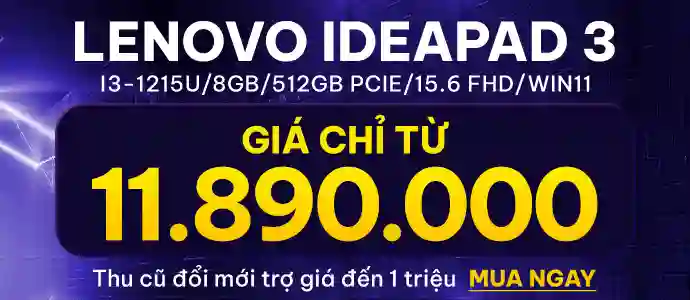 LENOVO IDEAPAD 3
I3-1215U/8GB/512GB PCIE/15.6 FHD/WIN11
GIÁ CHỈ TỪ
11.890.000
Thu cũ đổi mới trợ giá đến 1 triệu MUA NGAY